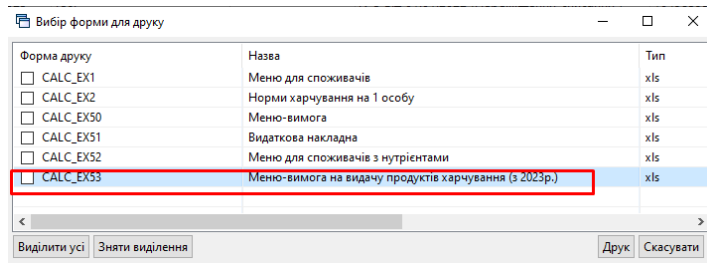 Вибір форми для друку
Форма друку Назва Тип
CALC_EX1 Меню для споживачів xls
CALC_EX2 Норми харчування на 1 особу xls
CALC_EX50 Меню-вимога xls
CALC_EX51 Видаткова накладна xls
CALC_EX52 Меню для споживачів з нутрієнтами xls
CALC_EX53 Меню-вимога на видачу продуктів харчування (з 2023р.) xls
Виділити усі Зняти виділення Друк Скасувати